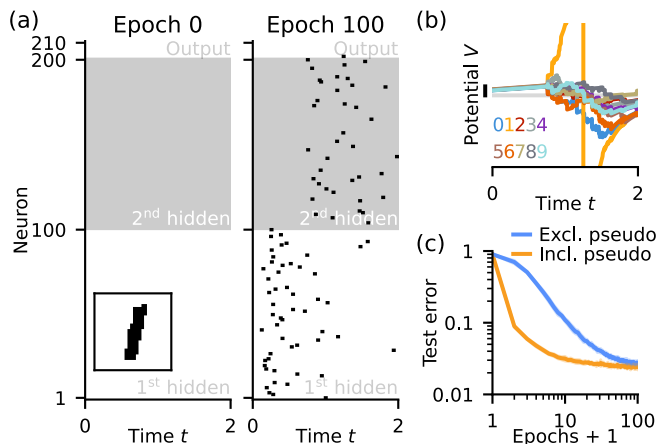 (a)
Epoch 0
Epoch 100
210
200
100
1
Neuron
Output
2nd hidden
1st hidden
0
2
Time t
Output
2nd hidden
1st hidden
0
2
Time t
(b)
Potential V
01234
56789
0
2
Time t
(c)
Excl. pseudo
Incl. pseudo
Test error
1
0.1
0.01
1
10
100
Epochs + 1